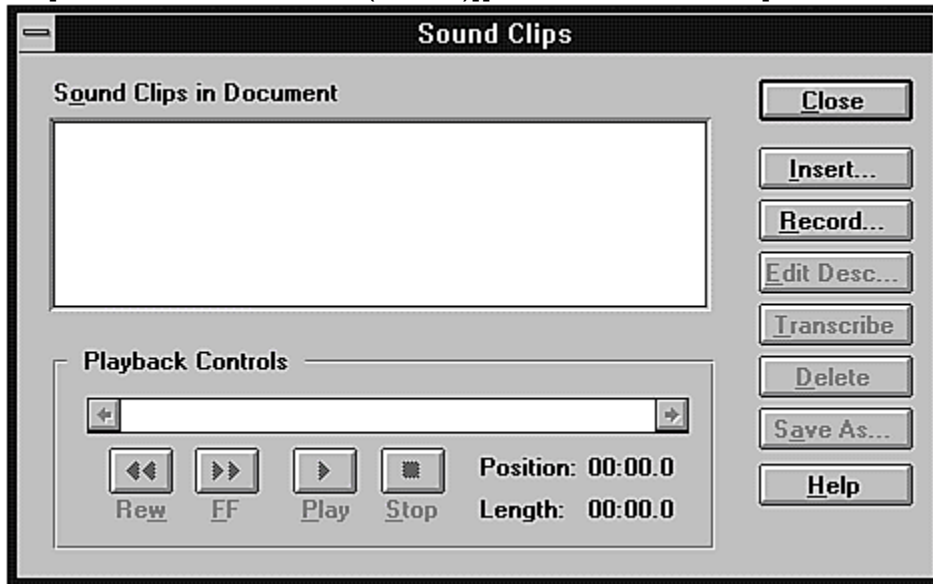 Sound Clips
Sound Clips in Document
Close
Insert...
Record...
Edit Desc...
Transcribe
Delete
Save As...
Help
Playback Controls
Rew FF Play Stop
Position: 00:00.0
Length: 00:00.0